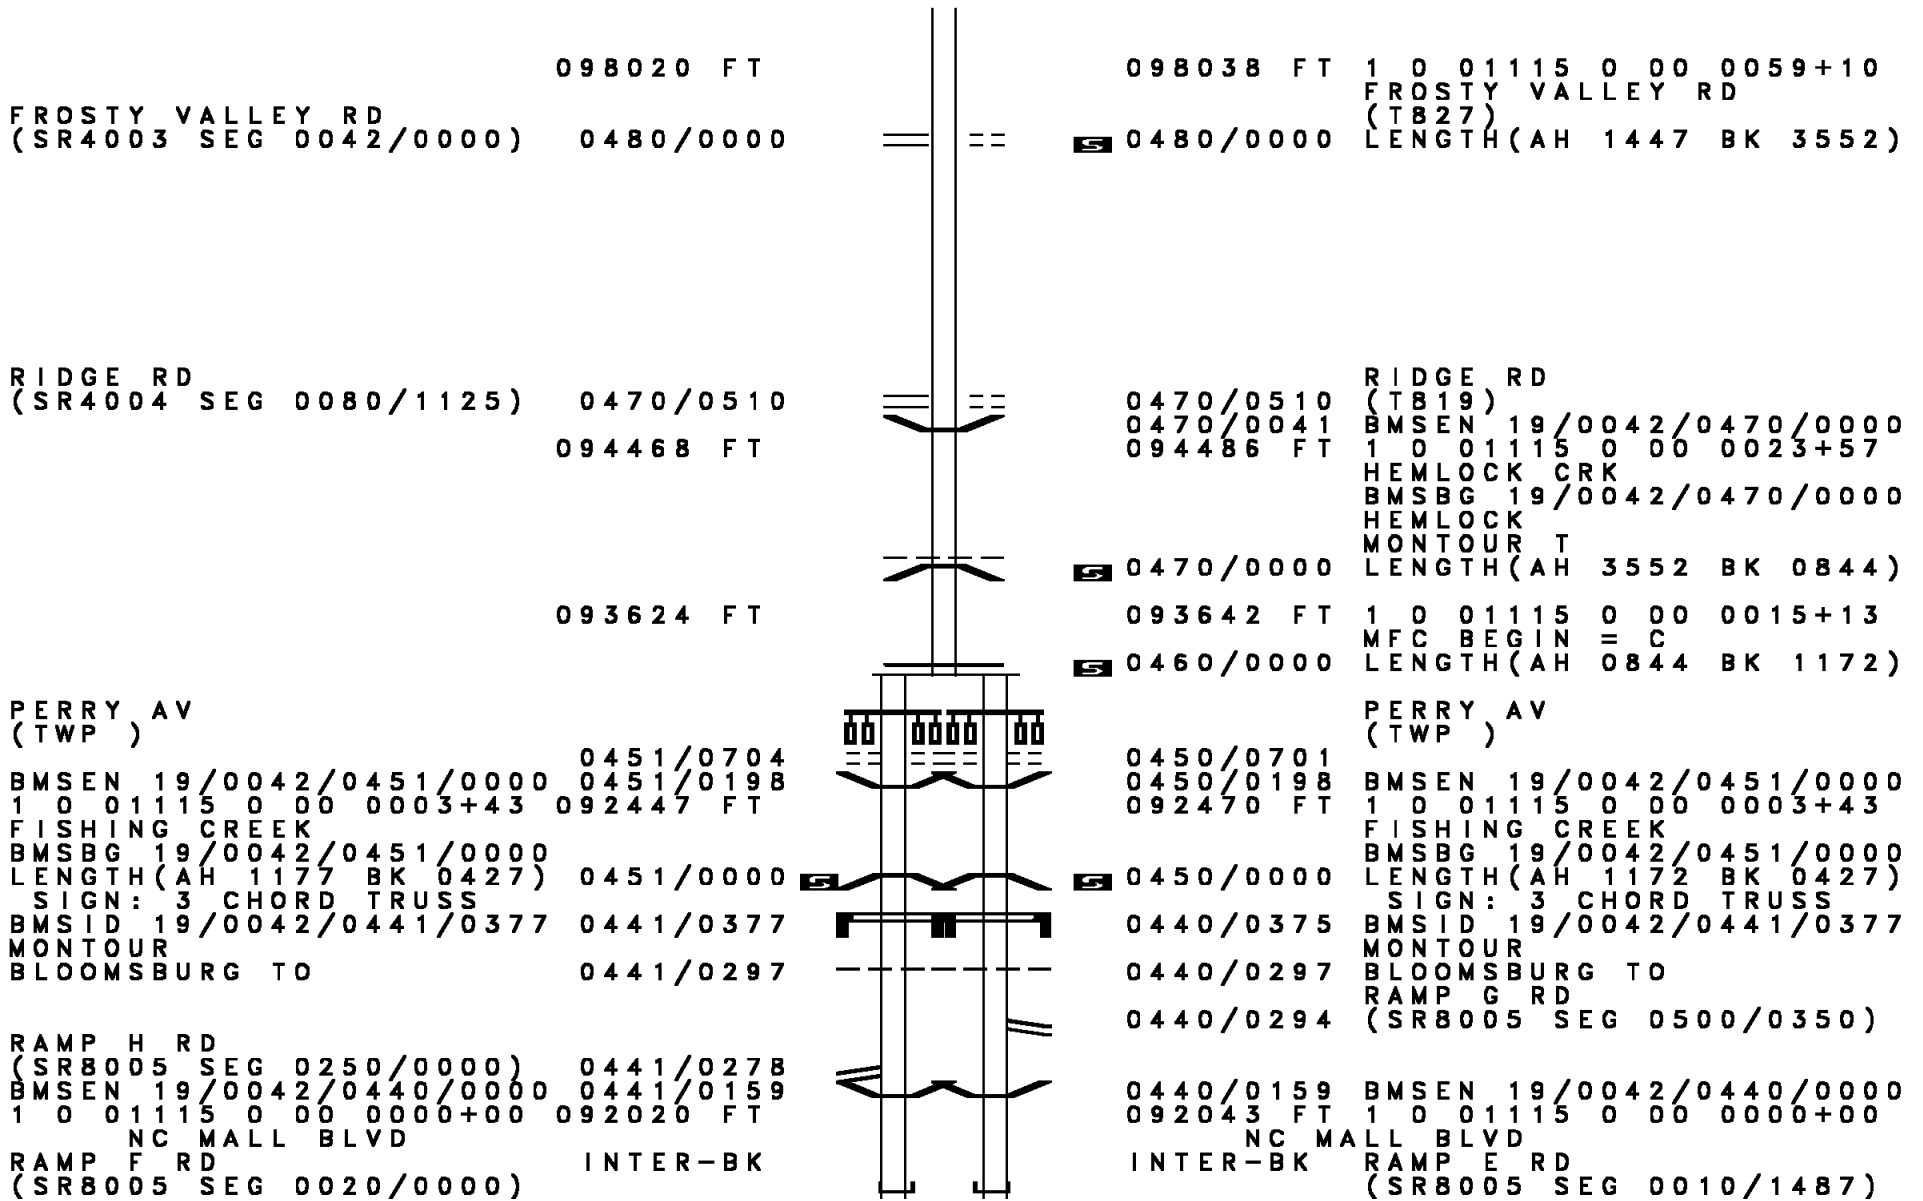 098020 FT 098038 FT 1 0 01115 0 00 0059+10
FROSTY VALLEY RD
FROSTY VALLEY RD (T827)
(SR4003 SEG 0042/0000) 0480/0000 S 0480/0000 LENGTH(AH 1447 BK 3552)
RIDGE RD RIDGE RD
(SR4004 SEG 0080/1125) 0470/0510 0470/0510 (T819)
0470/0041 BMSEN 19/0042/0470/0000
094468 FT 094486 FT 1 0 01115 0 00 0023+57
HEMLOCK CRK
BMSBG 19/0042/0470/0000
HEMLOCK
MONTOUR T
S 0470/0000 LENGTH(AH 3552 BK 0844)
093624 FT 093642 FT 1 0 01115 0 00 0015+13
MFC BEGIN = C
S 0460/0000 LENGTH(AH 0844 BK 1172)
PERRY AV PERRY AV
(TWP ) (TWP )
0451/0704 0450/0701
BMSEN 19/0042/0451/0000 0451/0198 0450/0198 BMSEN 19/0042/0451/0000
1 0 01115 0 00 0003+43 092447 FT 092470 FT 1 0 01115 0 00 0003+43
FISHING CREEK FISHING CREEK
BMSBG 19/0042/0451/0000 BMSBG 19/0042/0451/0000
LENGTH(AH 1177 BK 0427) 0451/0000 S S 0450/0000 LENGTH(AH 1172 BK 0427)
SIGN: 3 CHORD TRUSS SIGN: 3 CHORD TRUSS
BMSID 19/0042/0441/0377 0441/0377 0440/0375 BMSID 19/0042/0441/0377
MONTOUR MONTOUR
BLOOMSBURG TO 0441/0297 0440/0297 BLOOMSBURG TO
RAMP G RD
0440/0294 (SR8005 SEG 0500/0350)
RAMP H RD
(SR8005 SEG 0250/0000) 0441/0278
BMSEN 19/0042/0440/0000 0441/0159 0440/0159 BMSEN 19/0042/0440/0000
1 0 01115 0 00 0000+00 092020 FT 092043 FT 1 0 01115 0 00 0000+00
NC MALL BLVD NC MALL BLVD
RAMP F RD INTER-BK INTER-BK RAMP E RD
(SR8005 SEG 0020/0000) (SR8005 SEG 0010/1487)